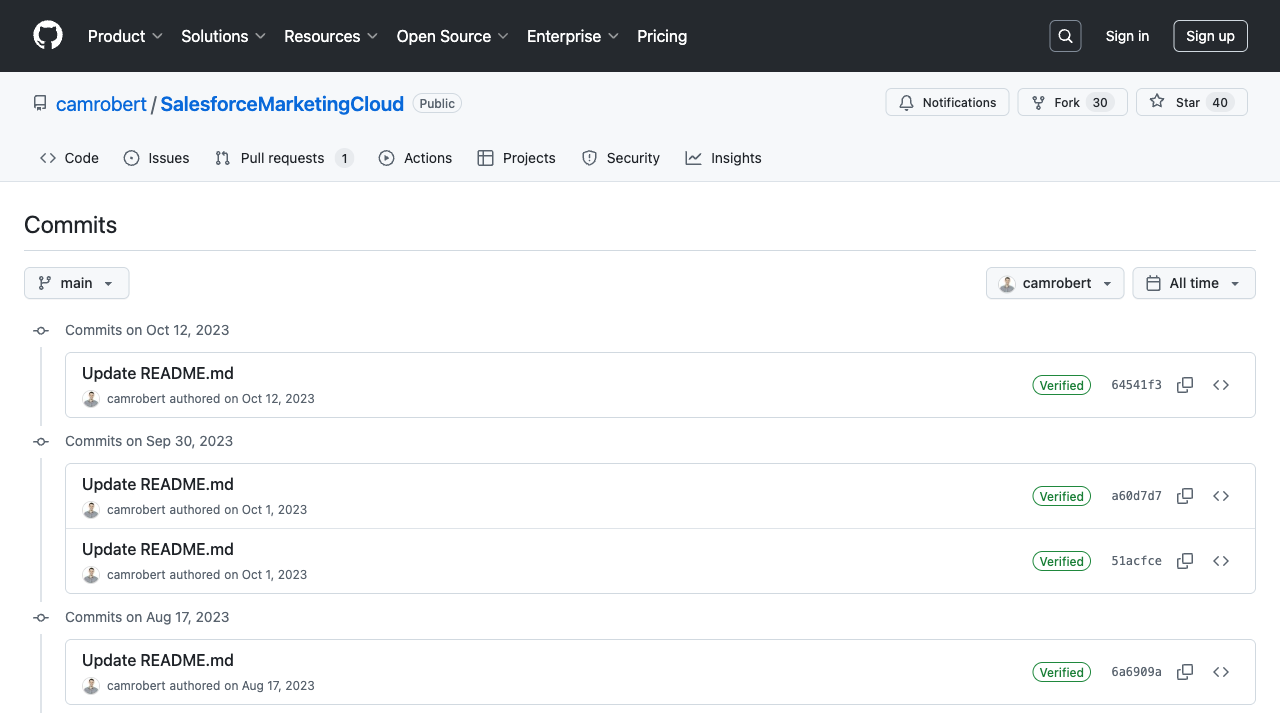 Product Solutions Resources Open Source Enterprise Pricing Sign in Sign up
camrobert / SalesforceMarketingCloud Public Notifications Fork 30 Star 40
Code Issues Pull requests 1 Actions Projects Security Insights
Commits
main camrobert All time
Commits on Oct 12, 2023
Update README.md
camrobert authored on Oct 12, 2023
Verified 64541f3
Commits on Sep 30, 2023
Update README.md
camrobert authored on Oct 1, 2023
Verified a60d7d7
Update README.md
camrobert authored on Oct 1, 2023
Verified 51acfce
Commits on Aug 17, 2023
Update README.md
camrobert authored on Aug 17, 2023
Verified 6a6909a